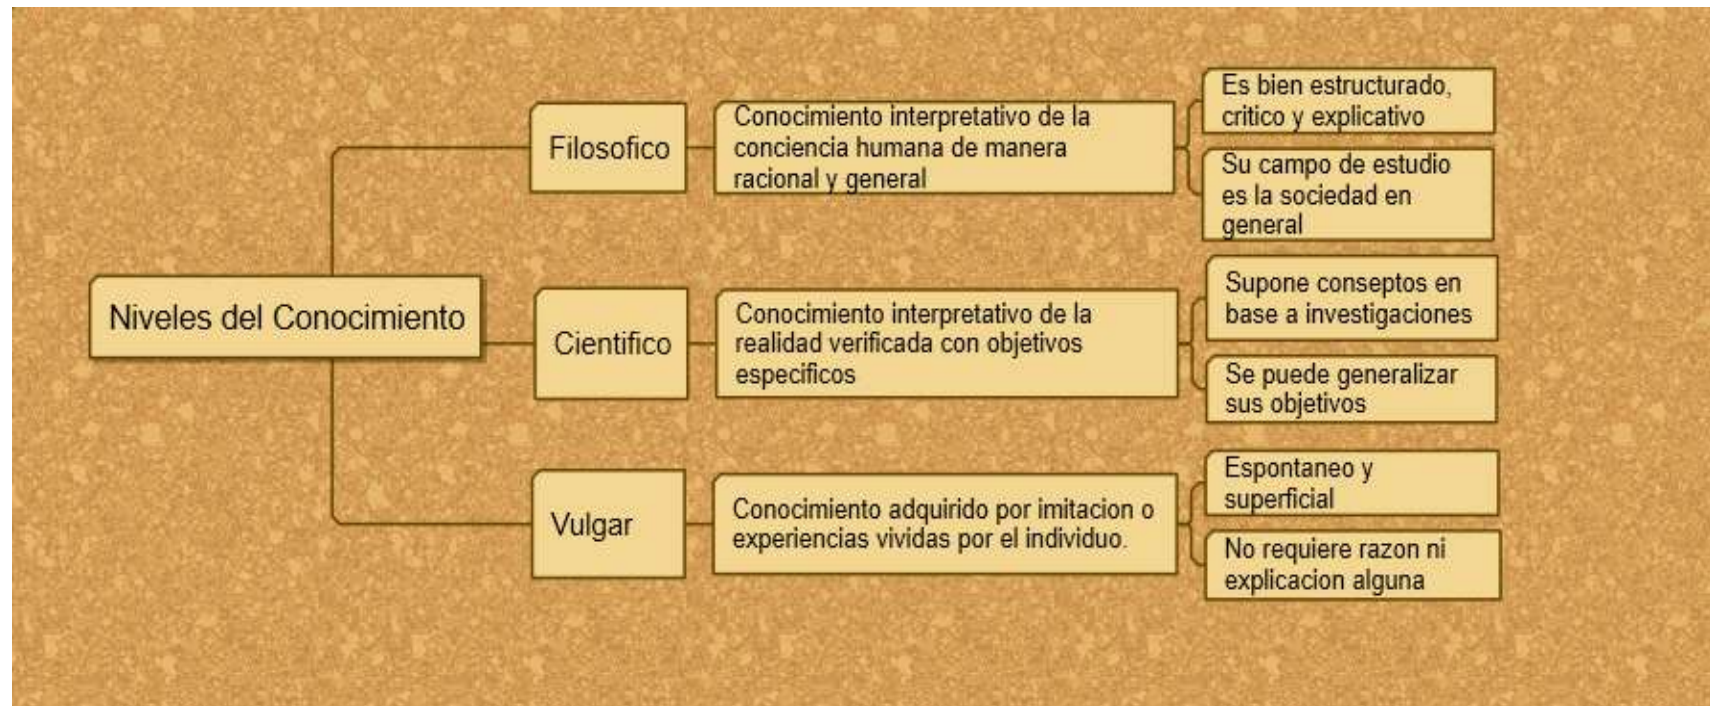 Niveles del Conocimiento
Filosofico
Conocimiento interpretativo de la
conciencia humana de manera
racional y general
Es bien estructurado,
critico y explicativo
Su campo de estudio
es la sociedad en
general
Cientifico
Conocimiento interpretativo de la
realidad verificada con objetivos
especificos
Supone conseptos en
base a investigaciones
Se puede generalizar
sus objetivos
Vulgar
Conocimiento adquirido por imitacion o
experiencias vividas por el individuo.
Espontaneo y
superficial
No requiere razon ni
explicacion alguna